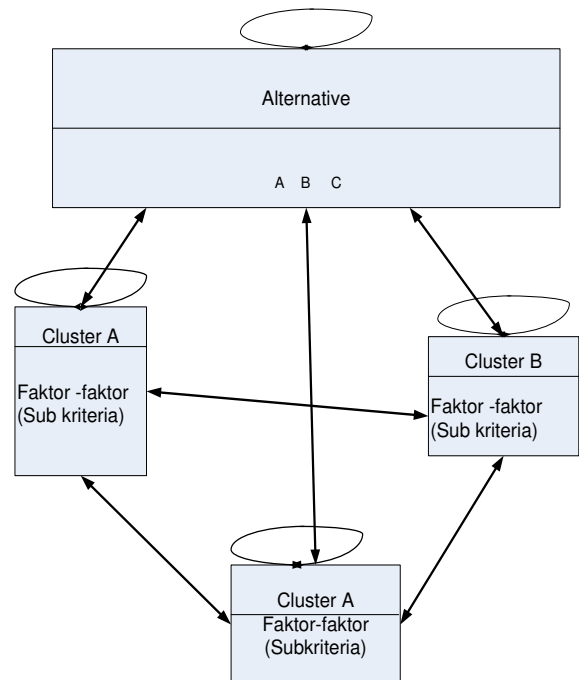 Alternative
A B C
Cluster A
Faktor -faktor
(Sub kriteria)
Cluster B
Faktor -faktor
(Sub kriteria)
Cluster A
Faktor-faktor
(Subkriteria)